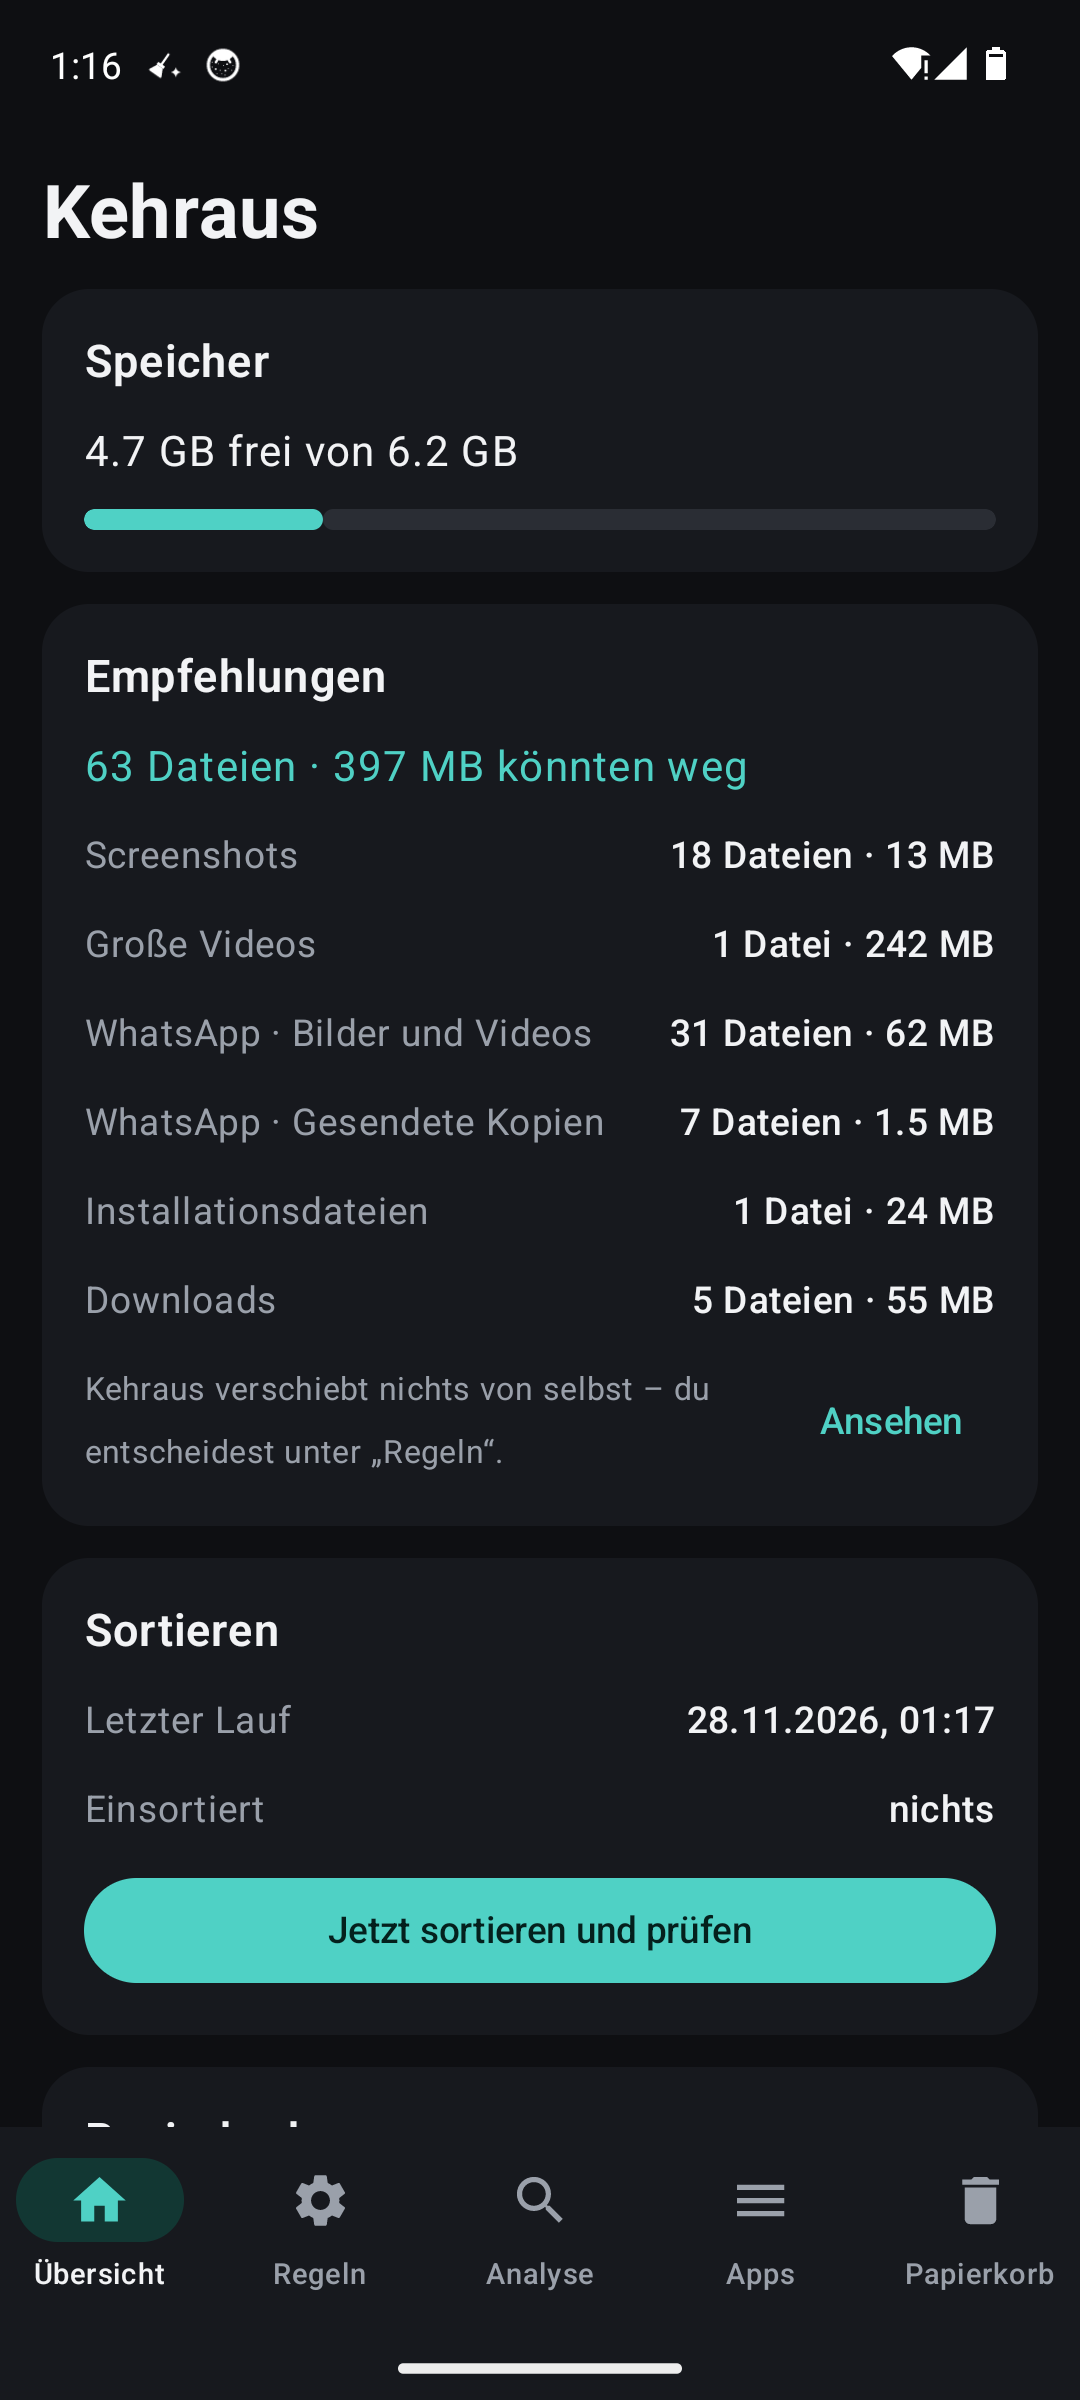 1:16
Kehraus
Speicher
4.7 GB frei von 6.2 GB
Empfehlungen
63 Dateien · 397 MB könnten weg
Screenshots 18 Dateien · 13 MB
Große Videos 1 Datei · 242 MB
WhatsApp · Bilder und Videos 31 Dateien · 62 MB
WhatsApp · Gesendete Kopien 7 Dateien · 1.5 MB
Installationsdateien 1 Datei · 24 MB
Downloads 5 Dateien · 55 MB
Kehraus verschiebt nichts von selbst – du
entscheidest unter „Regeln“.
Ansehen
Sortieren
Letzter Lauf 28.11.2026, 01:17
Einsortiert nichts
Jetzt sortieren und prüfen
Übersicht Regeln Analyse Apps Papierkorb